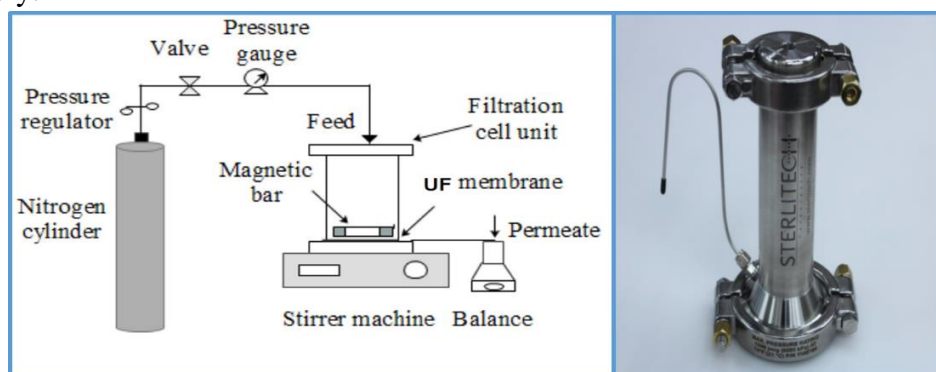 y.
Valve
Pressure
gauge
Pressure
regulator
Feed
Filtration
cell unit
Magnetic
bar
UF membrane
Nitrogen
cylinder
Permeate
Stirrer machine
Balance
STERLITECH